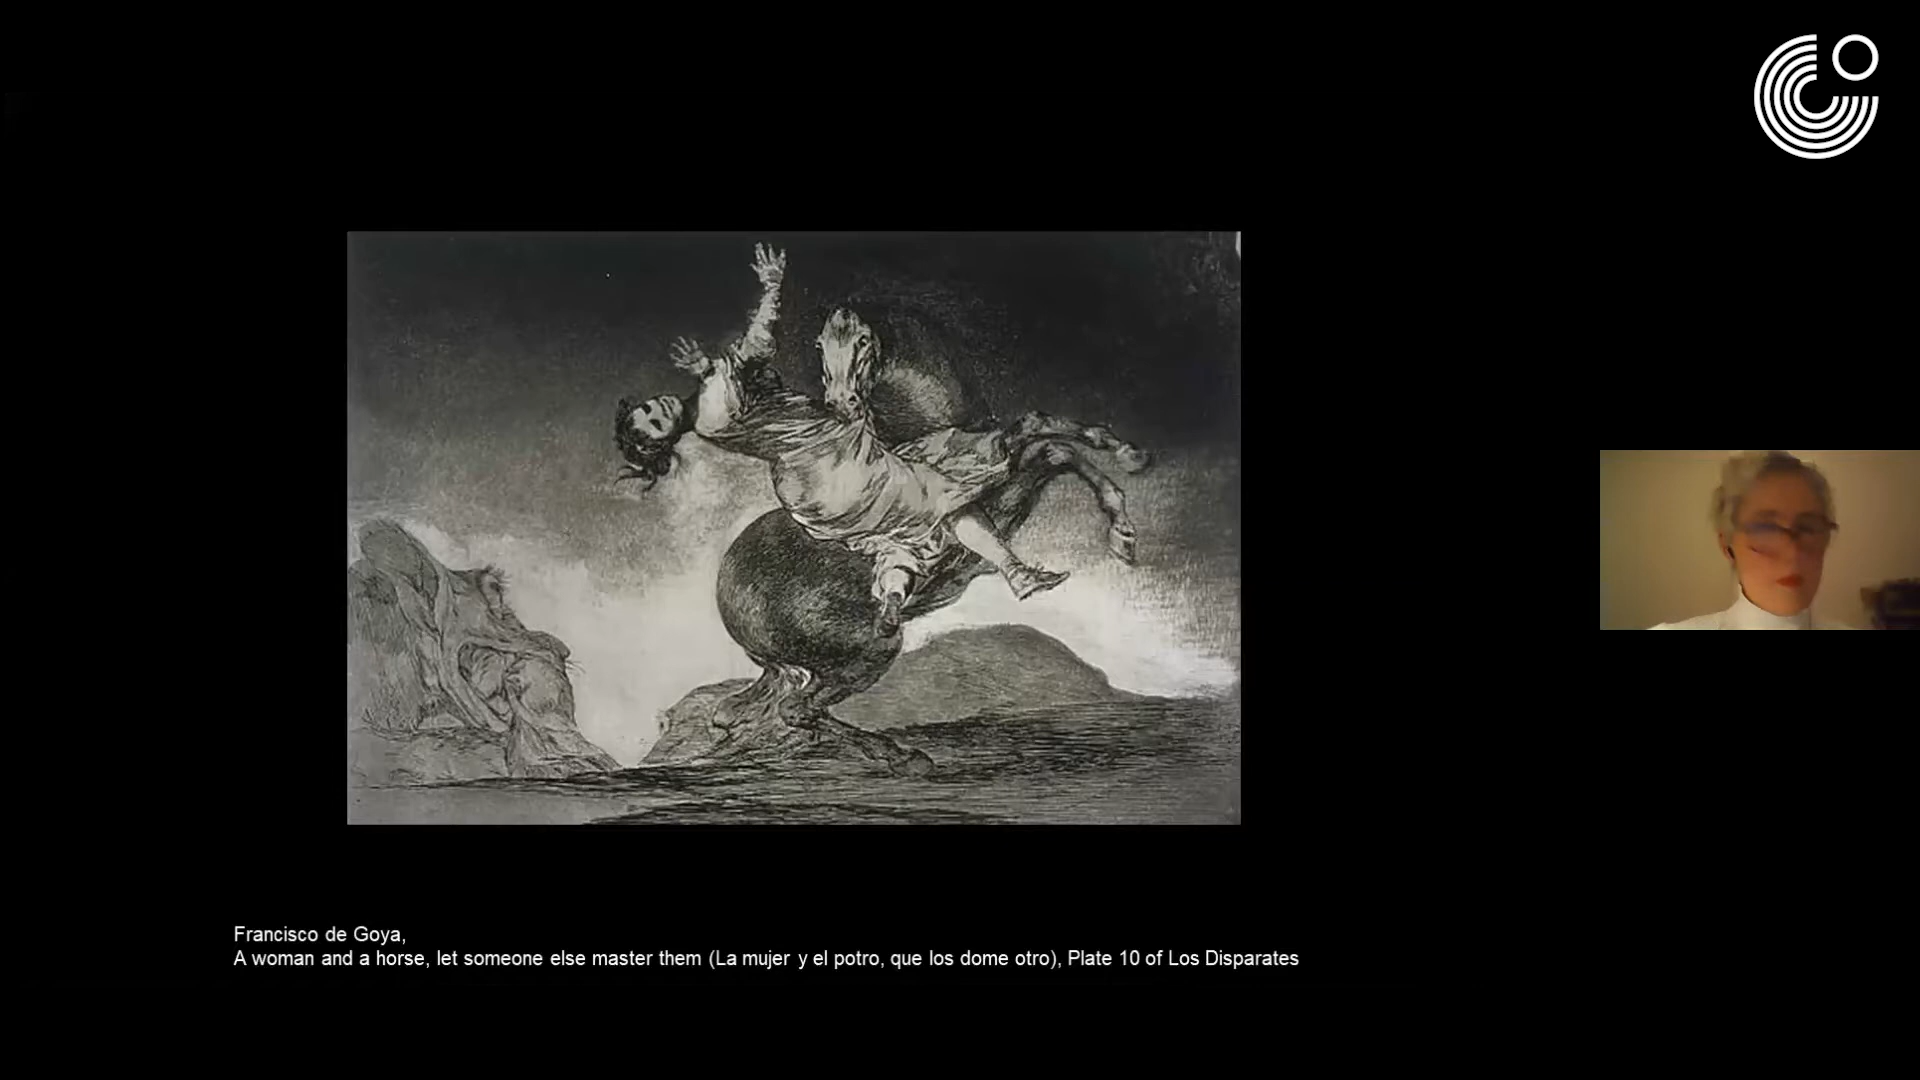 Francisco de Goya,
A woman and a horse, let someone else master them (La mujer y el potro, que los dome otro), Plate 10 of Los Disparates